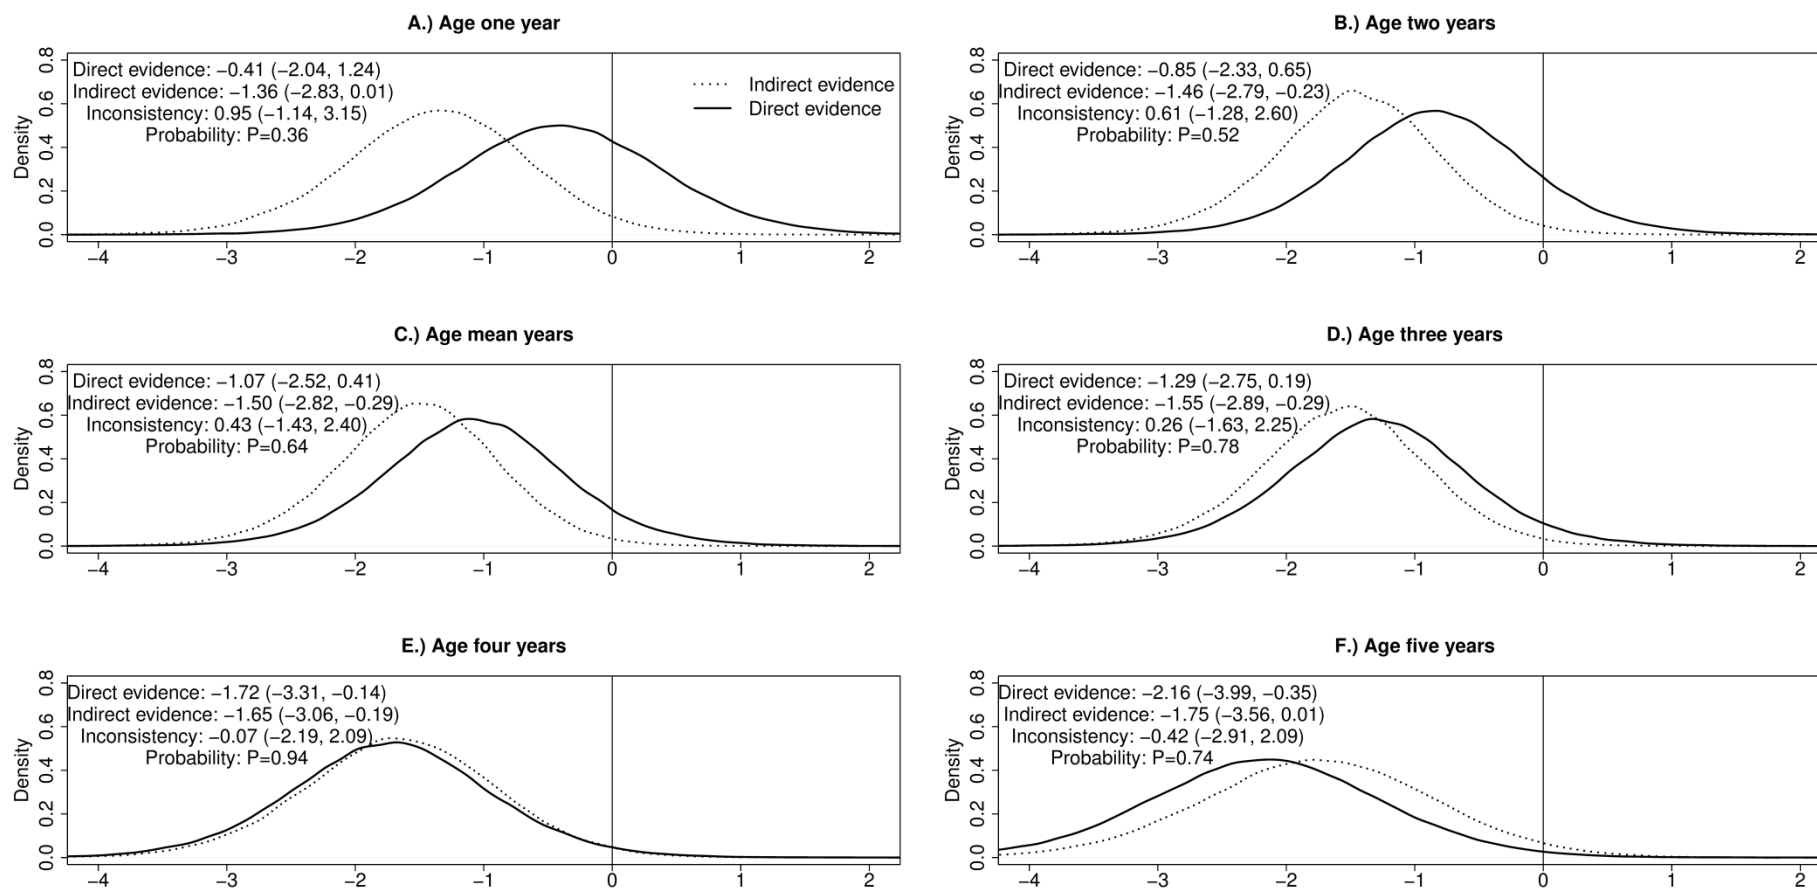 A.) Age one year
Direct evidence: −0.41 (−2.04, 1.24)
Indirect evidence: −1.36 (−2.83, 0.01)
Inconsistency: 0.95 (−1.14, 3.15)
Probability: P=0.36
Indirect evidence
Direct evidence
Density
0.0 0.2 0.4 0.6 0.8
−4 −3 −2 −1 0 1 2
B.) Age two years
Direct evidence: −0.85 (−2.33, 0.65)
Indirect evidence: −1.46 (−2.79, −0.23)
Inconsistency: 0.61 (−1.28, 2.60)
Probability: P=0.52
Density
0.0 0.2 0.4 0.6 0.8
−4 −3 −2 −1 0 1 2
C.) Age mean years
Direct evidence: −1.07 (−2.52, 0.41)
Indirect evidence: −1.50 (−2.82, −0.29)
Inconsistency: 0.43 (−1.43, 2.40)
Probability: P=0.64
Density
0.0 0.2 0.4 0.6 0.8
−4 −3 −2 −1 0 1 2
D.) Age three years
Direct evidence: −1.29 (−2.75, 0.19)
Indirect evidence: −1.55 (−2.89, −0.29)
Inconsistency: 0.26 (−1.63, 2.25)
Probability: P=0.78
Density
0.0 0.2 0.4 0.6 0.8
−4 −3 −2 −1 0 1 2
E.) Age four years
Direct evidence: −1.72 (−3.31, −0.14)
Indirect evidence: −1.65 (−3.06, −0.19)
Inconsistency: −0.07 (−2.19, 2.09)
Probability: P=0.94
Density
0.0 0.2 0.4 0.6 0.8
−4 −3 −2 −1 0 1 2
F.) Age five years
Direct evidence: −2.16 (−3.99, −0.35)
Indirect evidence: −1.75 (−3.56, 0.01)
Inconsistency: −0.42 (−2.91, 2.09)
Probability: P=0.74
Density
0.0 0.2 0.4 0.6 0.8
−4 −3 −2 −1 0 1 2